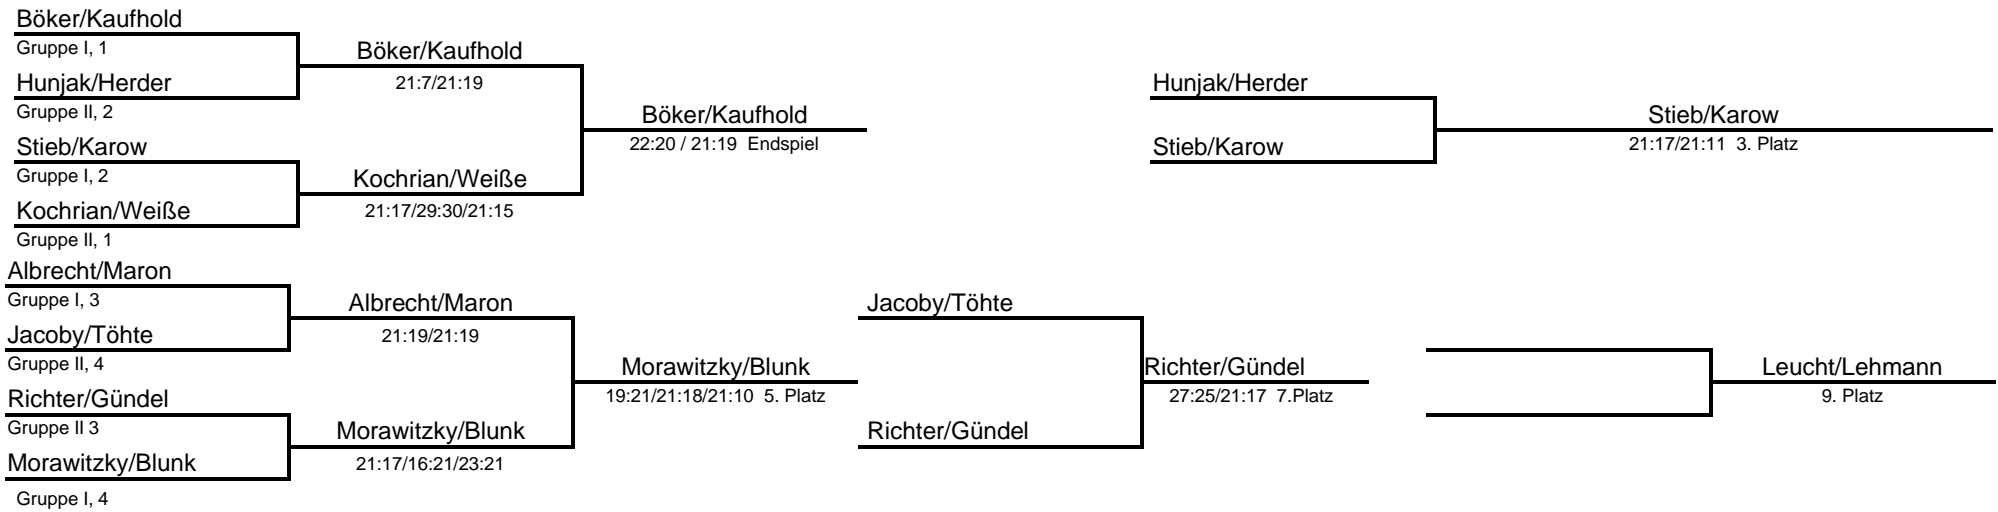 Böker/Kaufhold
Gruppe I, 1
Böker/Kaufhold
Hunjak/Herder
21:7/21:19
Hunjak/Herder
Gruppe II, 2
Böker/Kaufhold
Stieb/Karow
Stieb/Karow
22:20 / 21:19 Endspiel
Stieb/Karow
21:17/21:11 3. Platz
Gruppe I, 2
Kochrian/Weiße
Kochrian/Weiße
21:17/29:30/21:15
Gruppe II, 1
Albrecht/Maron
Gruppe I, 3
Albrecht/Maron
Jacoby/Töhte
Jacoby/Töhte
21:19/21:19
Gruppe II, 4
Morawitzky/Blunk
Richter/Gündel
Leucht/Lehmann
Richter/Gündel
19:21/21:18/21:10 5. Platz
27:25/21:17 7.Platz
9. Platz
Gruppe II 3
Morawitzky/Blunk
Richter/Gündel
Morawitzky/Blunk
21:17/16:21/23:21
Gruppe I, 4